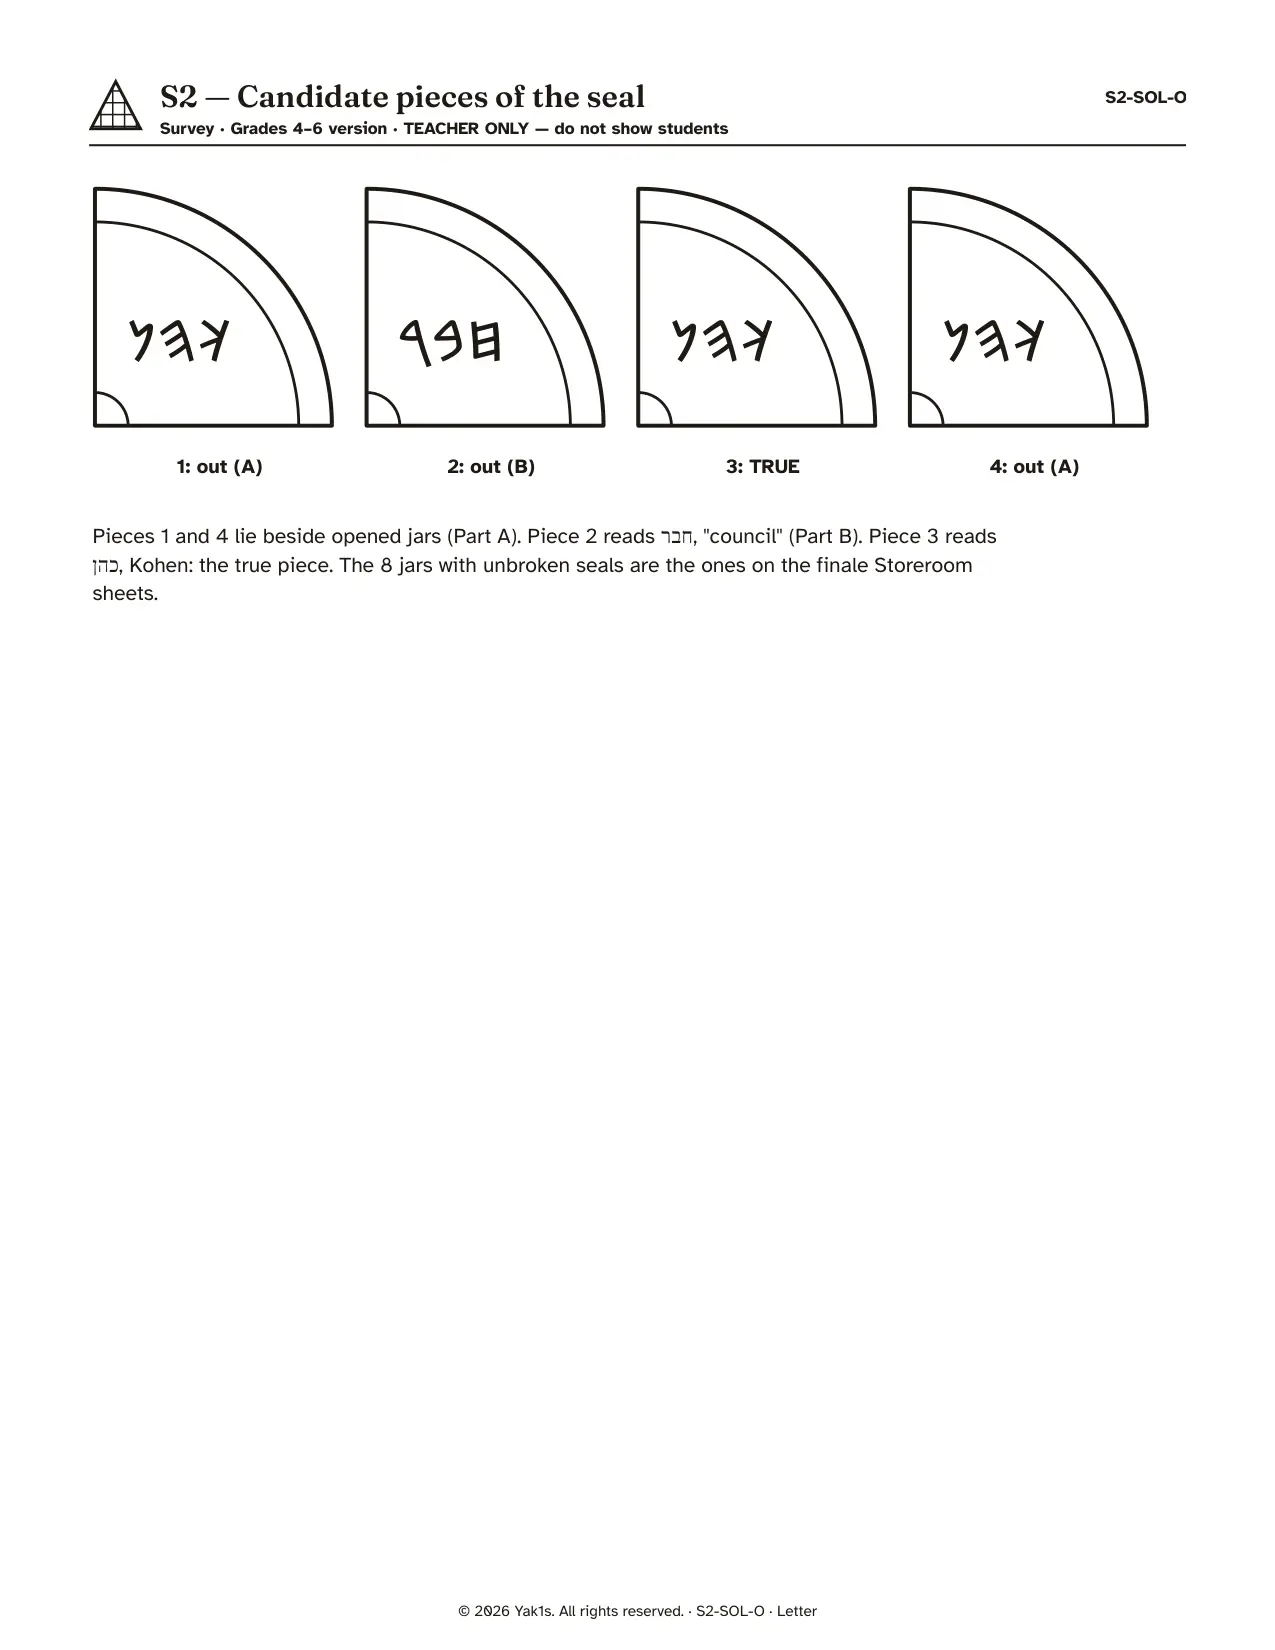 S2 — Candidate pieces of the seal
S2-SOL-O
Survey · Grades 4–6 version · TEACHER ONLY — do not show students
𐤊𐤄𐤍
𐤇𐤁𐤓
𐤊𐤄𐤍
𐤊𐤄𐤍
1: out (A)
2: out (B)
3: TRUE
4: out (A)
Pieces 1 and 4 lie beside opened jars (Part A). Piece 2 reads חבר, "council" (Part B). Piece 3 reads
כהן, Kohen: the true piece. The 8 jars with unbroken seals are the ones on the finale Storeroom
sheets.
© 2026 Yak1s. All rights reserved. · S2-SOL-O · Letter